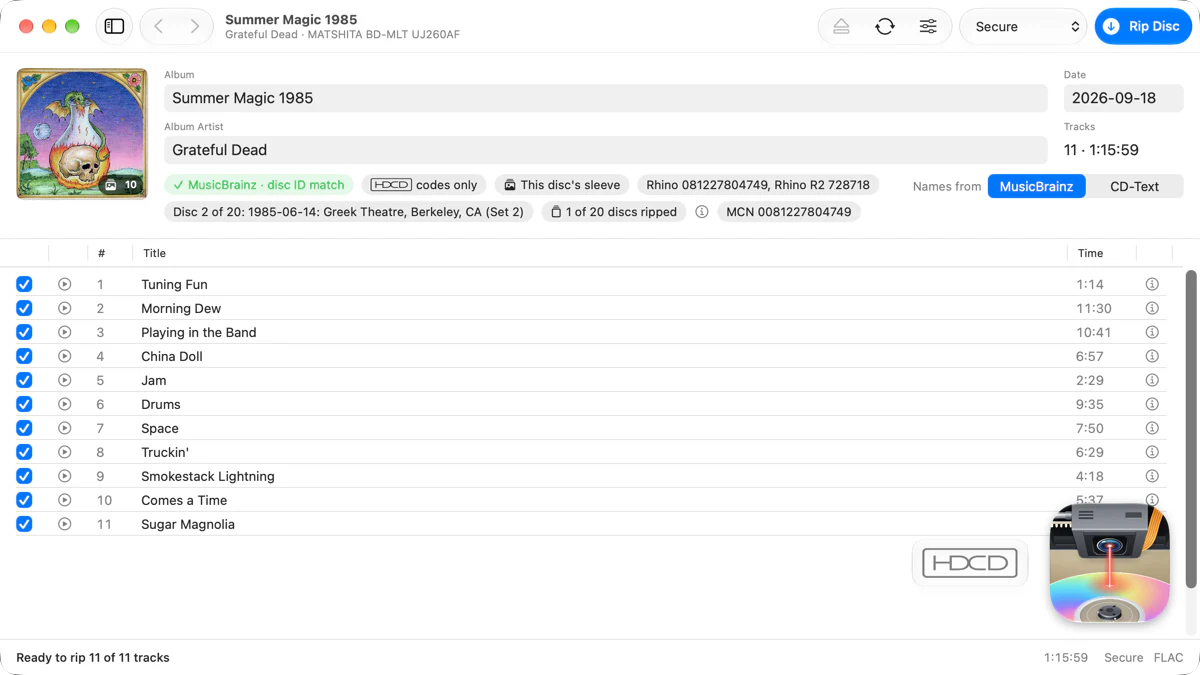 Summer Magic 1985
Grateful Dead · MATSHITA BD-MLT UJ260AF
Secure
Rip Disc
Album
Summer Magic 1985
Date
2026-09-18
Album Artist
Grateful Dead
Tracks
11 · 1:15:59
10
MusicBrainz · disc ID match
HDCD codes only
This disc's sleeve
Rhino 081227804749, Rhino R2 728718
Names from
MusicBrainz
CD-Text
Disc 2 of 20: 1985-06-14: Greek Theatre, Berkeley, CA (Set 2)
1 of 20 discs ripped
MCN 0081227804749
# Title Time
1 Tuning Fun 1:14
2 Morning Dew 11:30
3 Playing in the Band 10:41
4 China Doll 6:57
5 Jam 2:29
6 Drums 9:35
7 Space 7:50
8 Truckin' 6:29
9 Smokestack Lightning 4:18
10 Comes a Time 5:37
11 Sugar Magnolia
HDCD
Ready to rip 11 of 11 tracks
1:15:59 Secure FLAC